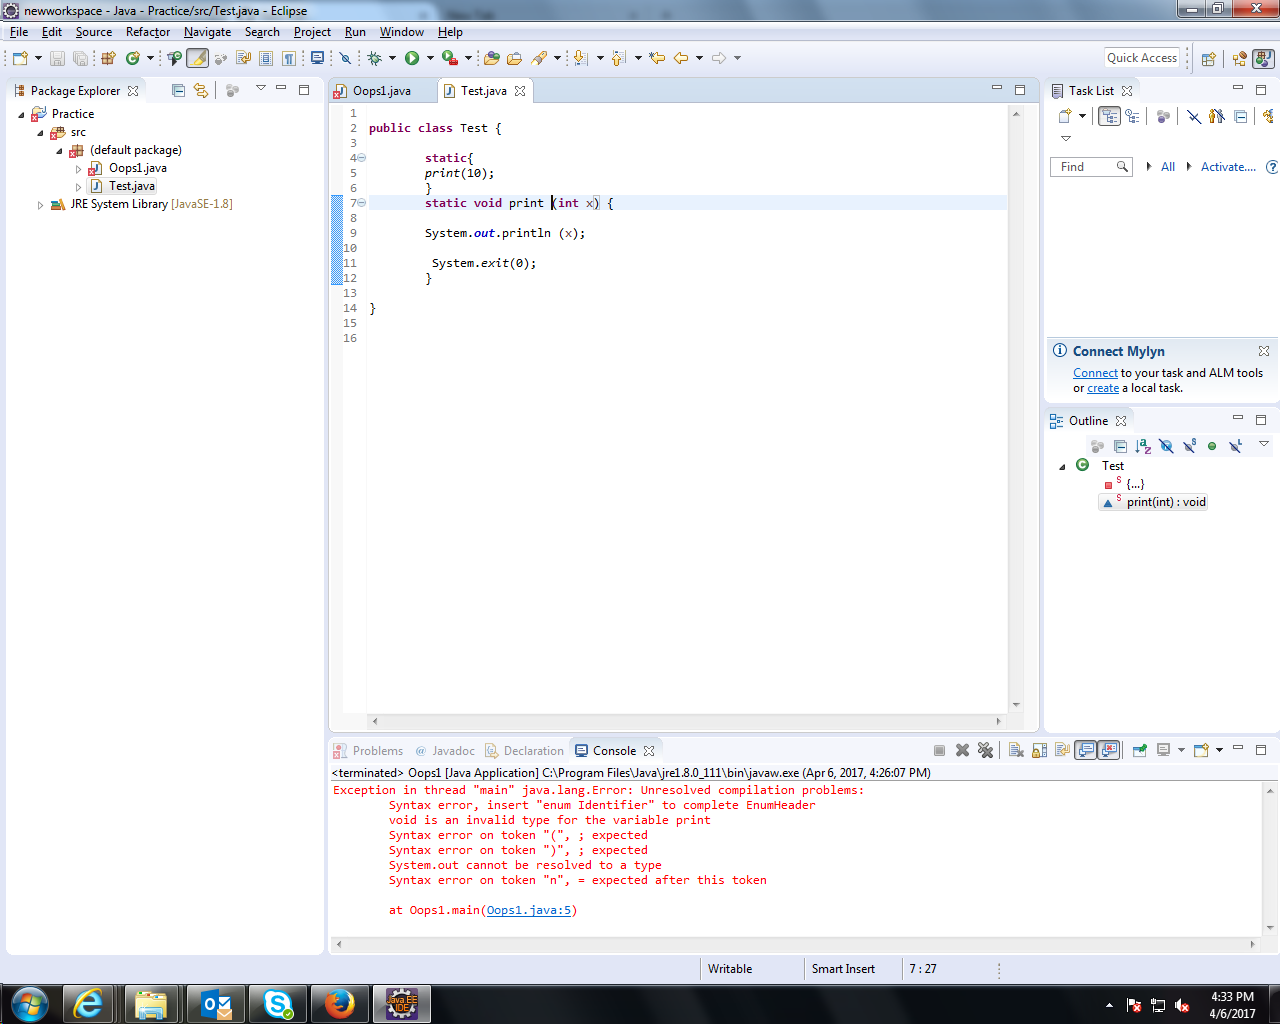 newworkspace - Java - Practice/src/Test.java - Eclipse
File Edit Source Refactor Navigate Search Project Run Window Help
Quick Access
Package Explorer
Practice
src
(default package)
Oops1.java
Test.java
JRE System Library [JavaSE-1.8]
Oops1.java Test.java
1
2 public class Test {
3
4 static{
5 print(10);
6 }
7 static void print (int x) {
8
9 System.out.println (x);
10
11 System.exit(0);
12 }
13
14 }
15
16
Task List
Find All Activate....
Connect Mylyn
Connect to your task and ALM tools
or create a local task.
Outline
Test
{...}
print(int) : void
Problems @ Javadoc Declaration Console
<terminated> Oops1 [Java Application] C:\Program Files\Java\jre1.8.0_111\bin\javaw.exe (Apr 6, 2017, 4:26:07 PM)
Exception in thread "main" java.lang.Error: Unresolved compilation problems:
Syntax error, insert "enum Identifier" to complete EnumHeader
void is an invalid type for the variable print
Syntax error on token "(", ; expected
Syntax error on token ")", ; expected
System.out cannot be resolved to a type
Syntax error on token "n", = expected after this token
at Oops1.main(Oops1.java:5)
Writable Smart Insert 7 : 27
Java EE
IDE
4:33 PM
4/6/2017